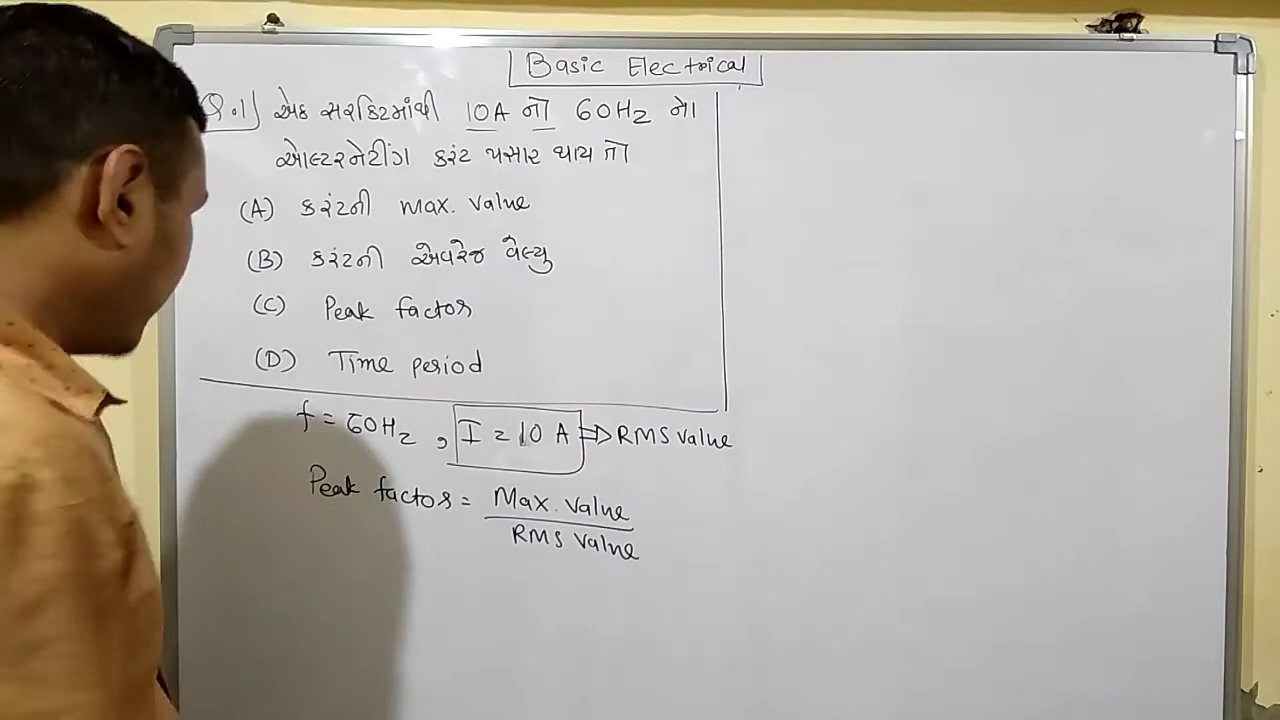 Basic Electrical
Q.1 એક સરકિટમાંથી 10A નો 60Hz નો
ઓલ્ટરનેટીંગ કરંટ પસાર થાય તો
(A) કરંટની max. value
(B) કરંટની એવરેજ વેલ્યુ
(C) Peak factor
(D) Time period
f = 60Hz , I = 10 A ⇒ RMS value
Peak factor = Max. value
RMS value